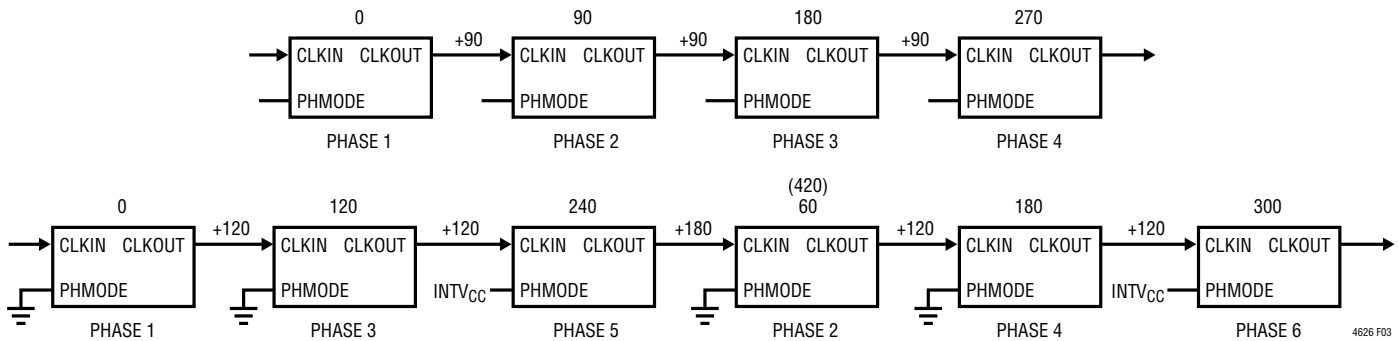 0 90 180 270
+90 +90 +90
CLKIN CLKOUT CLKIN CLKOUT CLKIN CLKOUT CLKIN CLKOUT
PHMODE PHMODE PHMODE PHMODE
PHASE 1 PHASE 2 PHASE 3 PHASE 4
(420)
0 120 240 60 180 300
+120 +120 +180 +120 +120
CLKIN CLKOUT CLKIN CLKOUT CLKIN CLKOUT CLKIN CLKOUT CLKIN CLKOUT CLKIN CLKOUT
PHMODE PHMODE INTVCC PHMODE PHMODE PHMODE INTVCC PHMODE
PHASE 1 PHASE 3 PHASE 5 PHASE 2 PHASE 4 PHASE 6 4626 F03